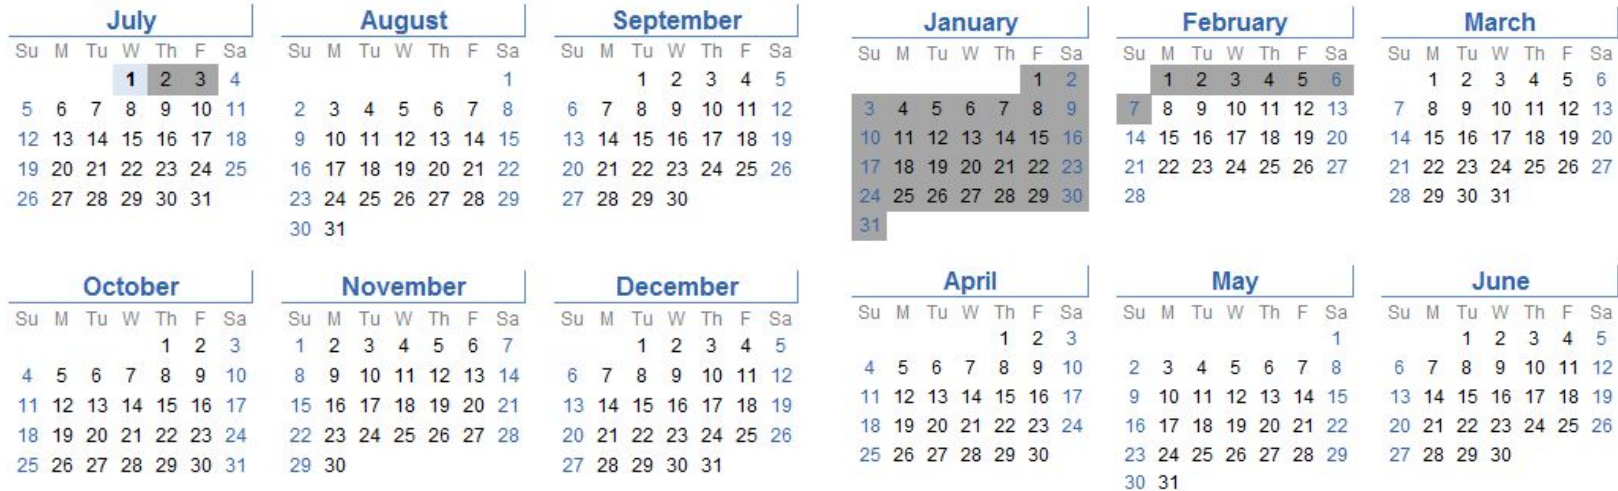 July
Su M Tu W Th F Sa
1 2 3 4
5 6 7 8 9 10 11
12 13 14 15 16 17 18
19 20 21 22 23 24 25
26 27 28 29 30 31
August
Su M Tu W Th F Sa
1
2 3 4 5 6 7 8
9 10 11 12 13 14 15
16 17 18 19 20 21 22
23 24 25 26 27 28 29
30 31
September
Su M Tu W Th F Sa
1 2 3 4 5
6 7 8 9 10 11 12
13 14 15 16 17 18 19
20 21 22 23 24 25 26
27 28 29 30
January
Su M Tu W Th F Sa
1 2
3 4 5 6 7 8 9
10 11 12 13 14 15 16
17 18 19 20 21 22 23
24 25 26 27 28 29 30
31
February
Su M Tu W Th F Sa
1 2 3 4 5 6
7 8 9 10 11 12 13
14 15 16 17 18 19 20
21 22 23 24 25 26 27
28
March
Su M Tu W Th F Sa
1 2 3 4 5 6
7 8 9 10 11 12 13
14 15 16 17 18 19 20
21 22 23 24 25 26 27
28 29 30 31
October
Su M Tu W Th F Sa
1 2 3
4 5 6 7 8 9 10
11 12 13 14 15 16 17
18 19 20 21 22 23 24
25 26 27 28 29 30 31
November
Su M Tu W Th F Sa
1 2 3 4 5 6 7
8 9 10 11 12 13 14
15 16 17 18 19 20 21
22 23 24 25 26 27 28
29 30
December
Su M Tu W Th F Sa
1 2 3 4 5
6 7 8 9 10 11 12
13 14 15 16 17 18 19
20 21 22 23 24 25 26
27 28 29 30 31
April
Su M Tu W Th F Sa
1 2 3
4 5 6 7 8 9 10
11 12 13 14 15 16 17
18 19 20 21 22 23 24
25 26 27 28 29 30
May
Su M Tu W Th F Sa
1
2 3 4 5 6 7 8
9 10 11 12 13 14 15
16 17 18 19 20 21 22
23 24 25 26 27 28 29
30 31
June
Su M Tu W Th F Sa
1 2 3 4 5
6 7 8 9 10 11 12
13 14 15 16 17 18 19
20 21 22 23 24 25 26
27 28 29 30